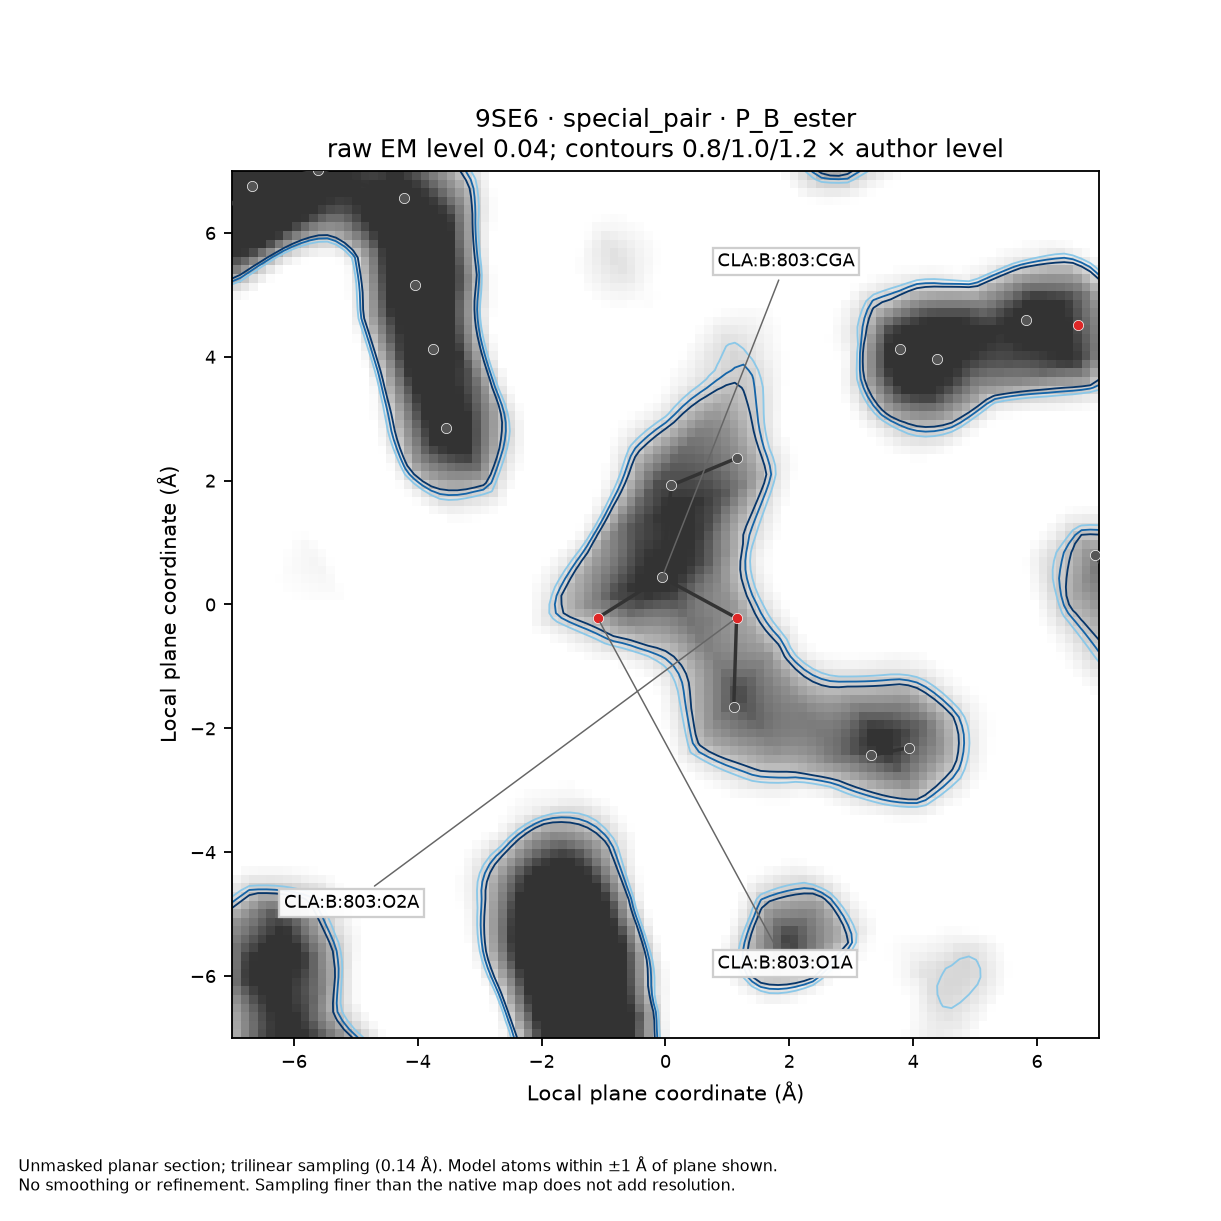 9SE6 · special_pair · P_B_ester
raw EM level 0.04; contours 0.8/1.0/1.2 × author level
CLA:B:803:CGA
CLA:B:803:O2A
CLA:B:803:O1A
Local plane coordinate (Å)
6
4
2
0
−2
−4
−6
−6
−4
−2
0
2
4
6
Local plane coordinate (Å)
Unmasked planar section; trilinear sampling (0.14 Å). Model atoms within ±1 Å of plane shown.
No smoothing or refinement. Sampling finer than the native map does not add resolution.